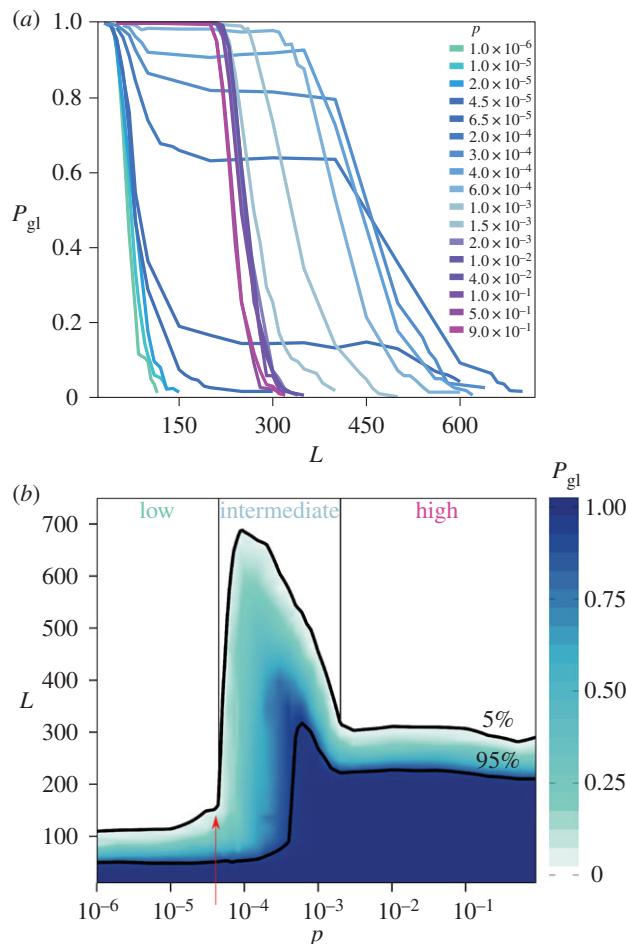 (a)
p
1.0 × 10⁻⁶
1.0 × 10⁻⁵
2.0 × 10⁻⁵
4.5 × 10⁻⁵
6.5 × 10⁻⁵
2.0 × 10⁻⁴
3.0 × 10⁻⁴
4.0 × 10⁻⁴
6.0 × 10⁻⁴
1.0 × 10⁻³
1.5 × 10⁻³
2.0 × 10⁻³
1.0 × 10⁻²
4.0 × 10⁻²
1.0 × 10⁻¹
5.0 × 10⁻¹
9.0 × 10⁻¹
1.0
0.8
0.6
0.4
0.2
0
P_gl
150 300 450 600
L
(b)
low intermediate high
700
600
500
400
300
200
100
L
5%
95%
10⁻⁶ 10⁻⁵ 10⁻⁴ 10⁻³ 10⁻² 10⁻¹
p
P_gl
1.00
0.75
0.50
0.25
0